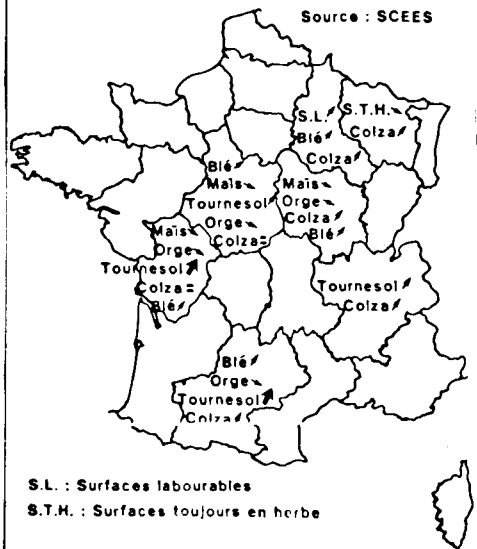 Source : SCEES
S.L.
Blé
Colza
S.T.H.
Colza
Blé
Maïs
Tournesol
Orge
Colza =
Maïs
Orge
Colza
Blé
Maïs
Orge
Tournesol
Colza =
Blé
Tournesol
Colza
Blé
Orge
Tournesol
Colza
S.L. : Surfaces labourables
S.T.H. : Surfaces toujours en herbe